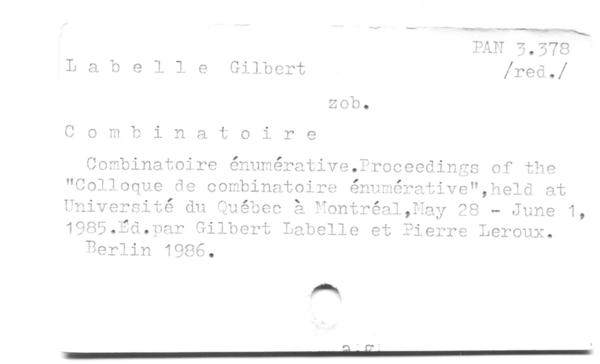 PAN 3.378
L a b e l l e Gilbert /red./
zob.
C o m b i n a t o i r e
Combinatoire énumérative.Proceedings of the
"Colloque de combinatoire énumérative",held at
Université du Québec à Montréal,May 28 - June 1,
1985.Éd.par Gilbert Labelle et Pierre Leroux.
Berlin 1986.